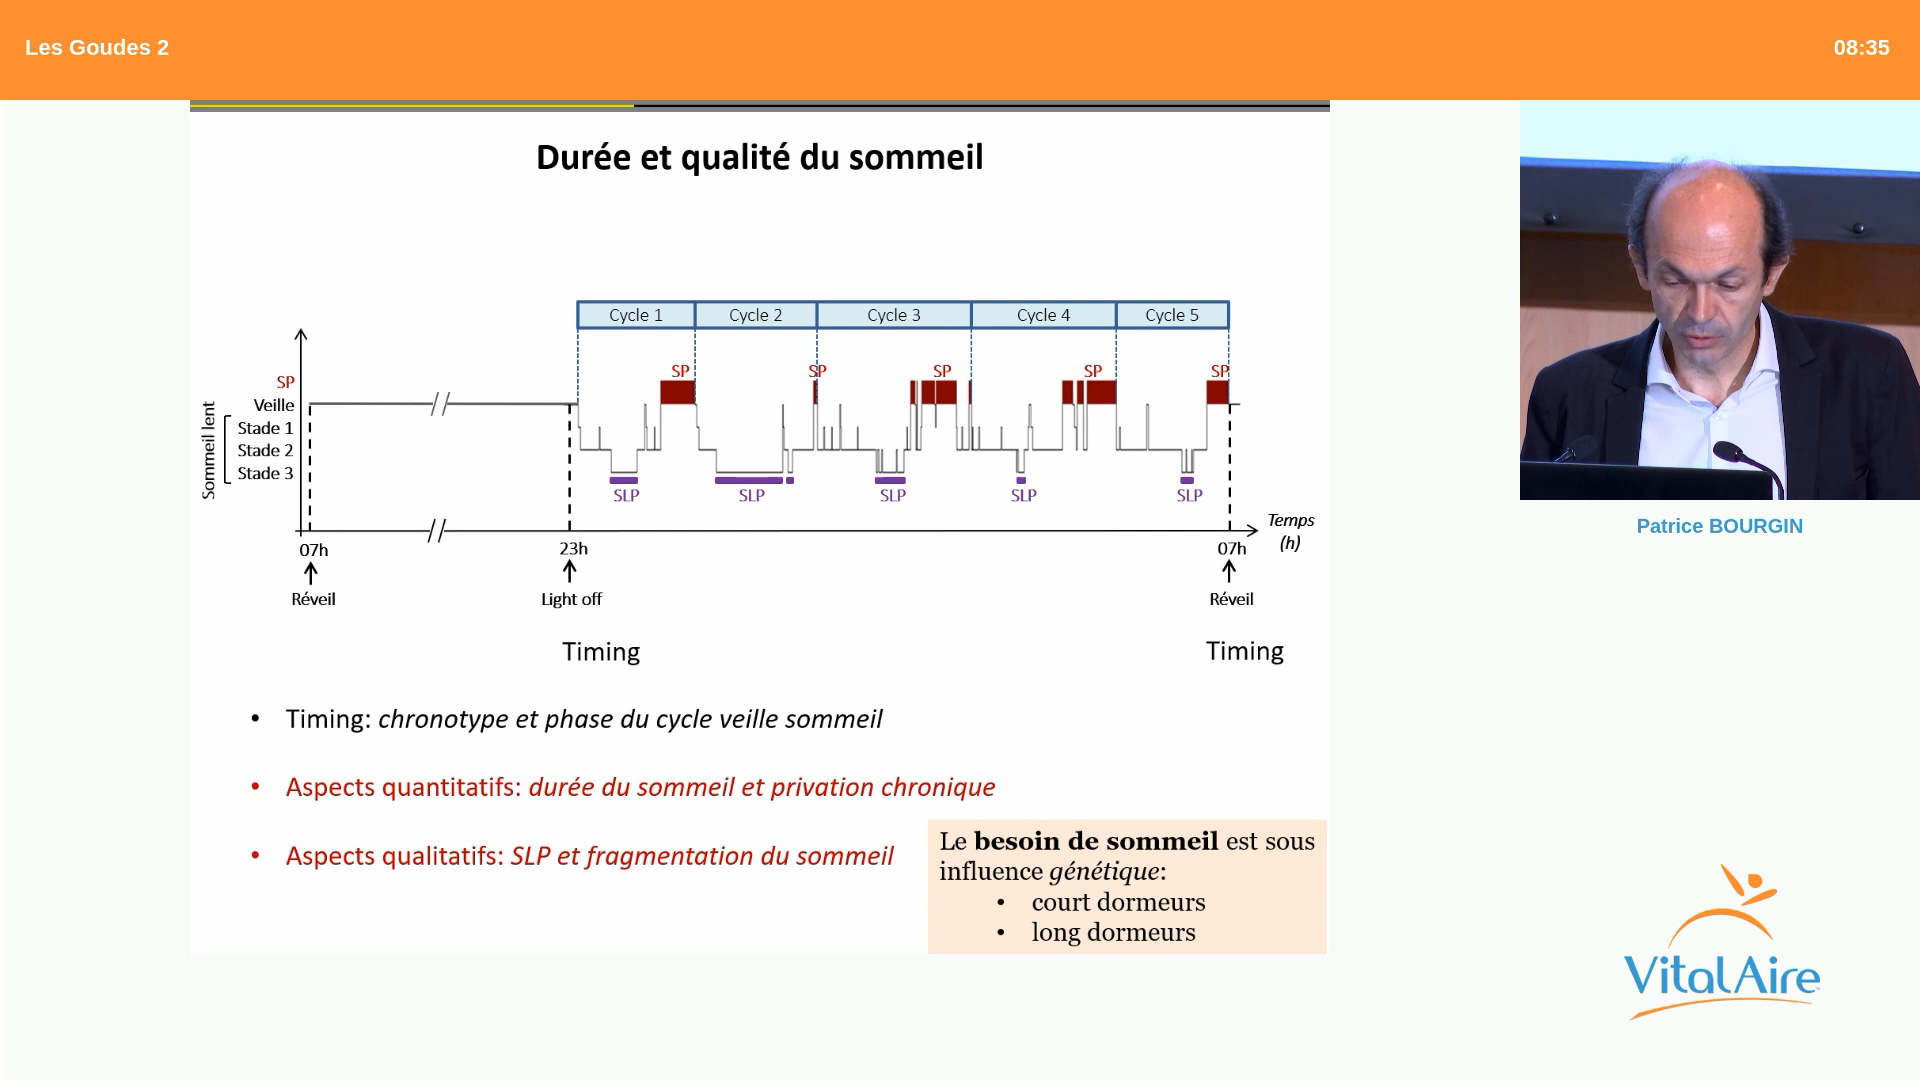 Les Goudes 2
08:35
Durée et qualité du sommeil
Cycle 1 Cycle 2 Cycle 3 Cycle 4 Cycle 5
SP SP SP SP SP
SP
Veille
Stade 1
Stade 2
Stade 3
Sommeil lent
SLP SLP SLP SLP SLP
Temps
(h)
07h 23h 07h
Réveil Light off Réveil
Timing Timing
• Timing: chronotype et phase du cycle veille sommeil
• Aspects quantitatifs: durée du sommeil et privation chronique
• Aspects qualitatifs: SLP et fragmentation du sommeil
Le besoin de sommeil est sous
influence génétique:
• court dormeurs
• long dormeurs
Patrice BOURGIN
VitalAire